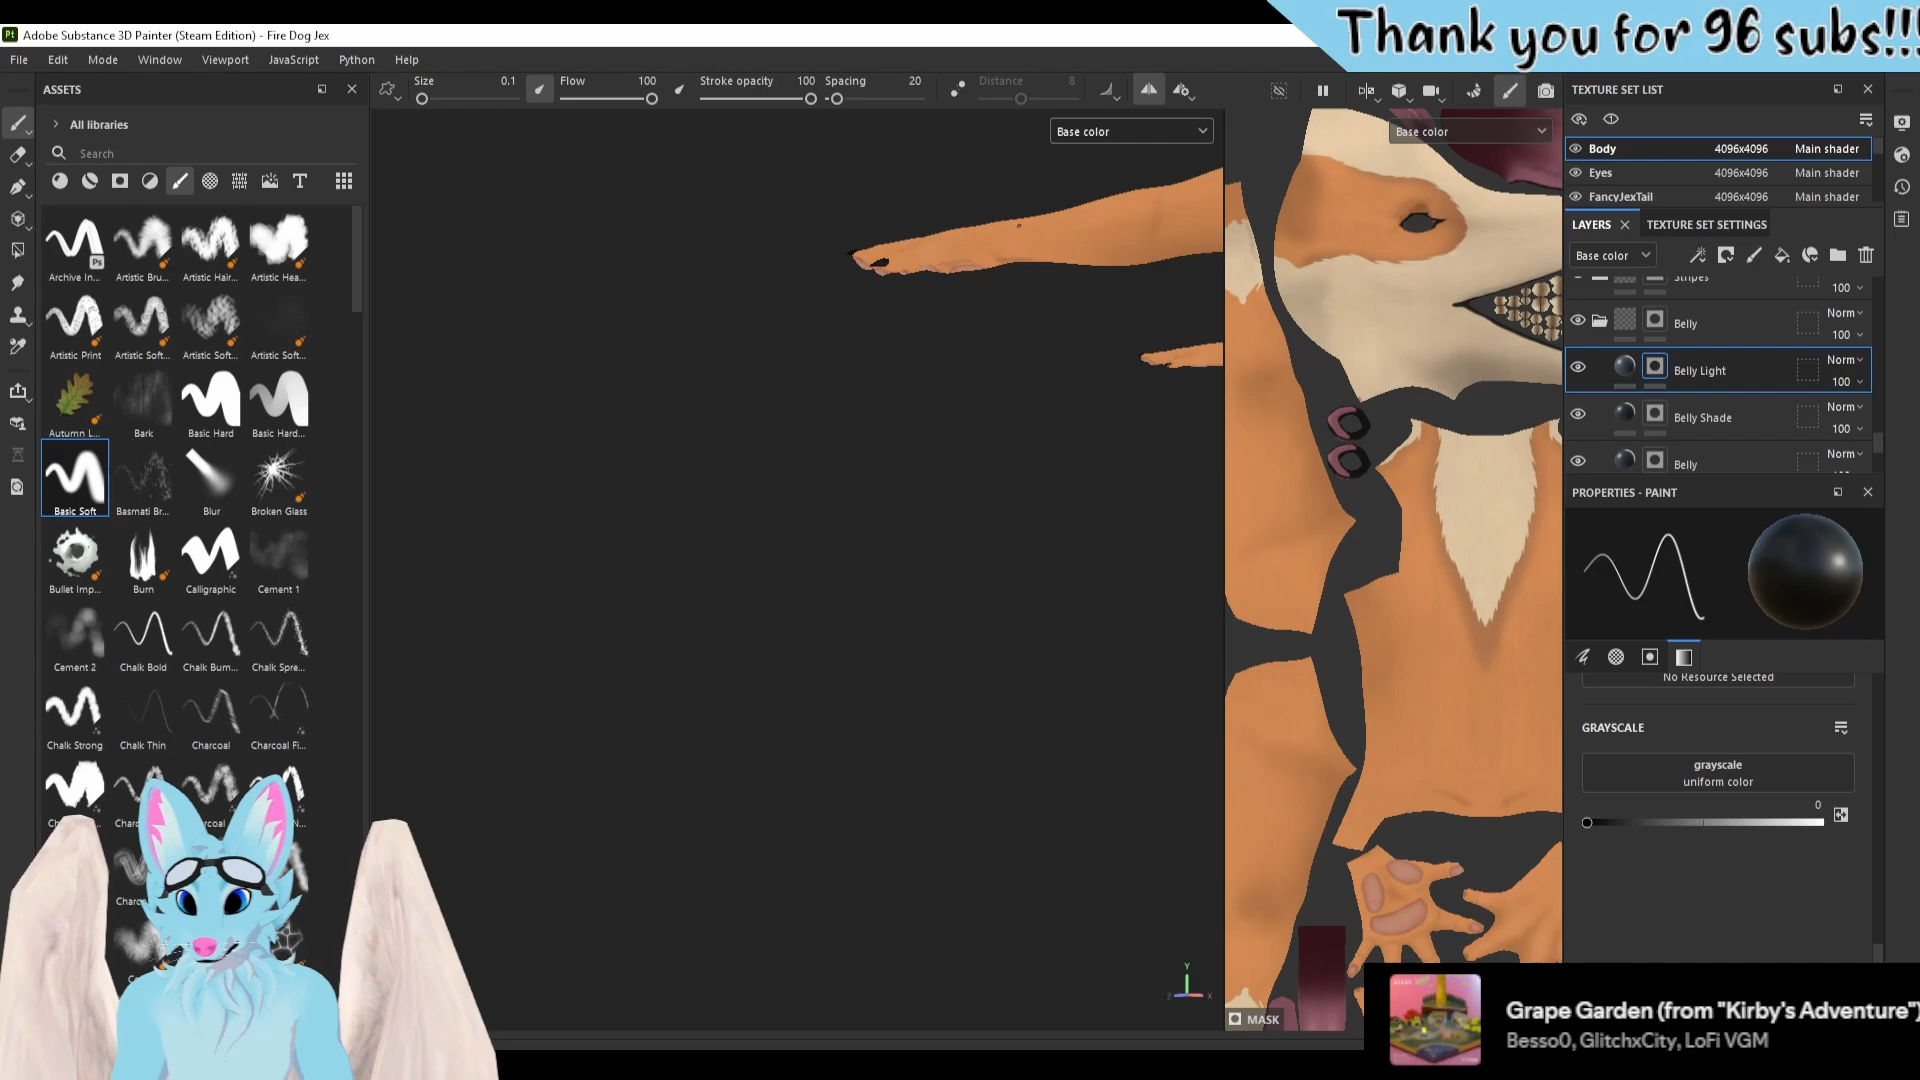 Thank you for 96 subs!!!
Adobe Substance 3D Painter (Steam Edition) - Fire Dog Jex
File Edit Mode Window Viewport JavaScript Python Help
ASSETS
Size 0.1 Flow 100 Stroke opacity 100 Spacing 20 Distance 8
All libraries
Search
Base color
Base color
Archive In... Artistic Bru... Artistic Hair... Artistic Hea...
Artistic Print Artistic Soft... Artistic Soft... Artistic Soft...
Autumn L... Bark Basic Hard Basic Hard...
Basic Soft Basmati Br... Blur Broken Glass
Bullet Imp... Burn Calligraphic Cement 1
Cement 2 Chalk Bold Chalk Bum... Chalk Spre...
Chalk Strong Chalk Thin Charcoal Charcoal Fi...
MASK
Y
TEXTURE SET LIST
Body 4096x4096 Main shader
Eyes 4096x4096 Main shader
FancyJexTail 4096x4096 Main shader
LAYERS TEXTURE SET SETTINGS
Base color
Stripes 100
Belly Norm 100
Belly Light Norm 100
Belly Shade Norm 100
Belly Norm
PROPERTIES - PAINT
No Resource Selected
GRAYSCALE
grayscale
uniform color
0
Grape Garden (from "Kirby's Adventure")
Besso0, GlitchxCity, LoFi VGM